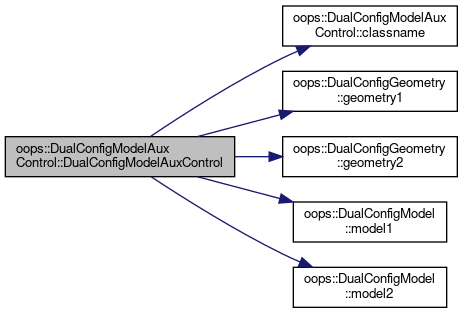 oops::DualConfigModelAux
Control::classname
oops::DualConfigGeometry
::geometry1
oops::DualConfigModelAux
Control::DualConfigModelAuxControl
oops::DualConfigGeometry
::geometry2
oops::DualConfigModel
::model1
oops::DualConfigModel
::model2